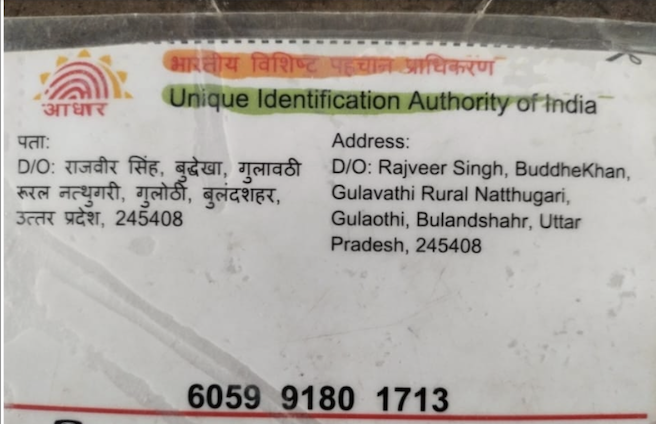 भारतीय विशिष्ट पहचान प्राधिकरण
Unique Identification Authority of India
आधार
पता:
D/O: राजवीर सिंह, बुद्धेखा, गुलावठी
रूरल नत्थुगरी, गुलोठी, बुलंदशहर,
उत्तर प्रदेश, 245408
Address:
D/O: Rajveer Singh, BuddheKhan,
Gulavathi Rural Natthugari,
Gulaothi, Bulandshahr, Uttar
Pradesh, 245408
6059 9180 1713